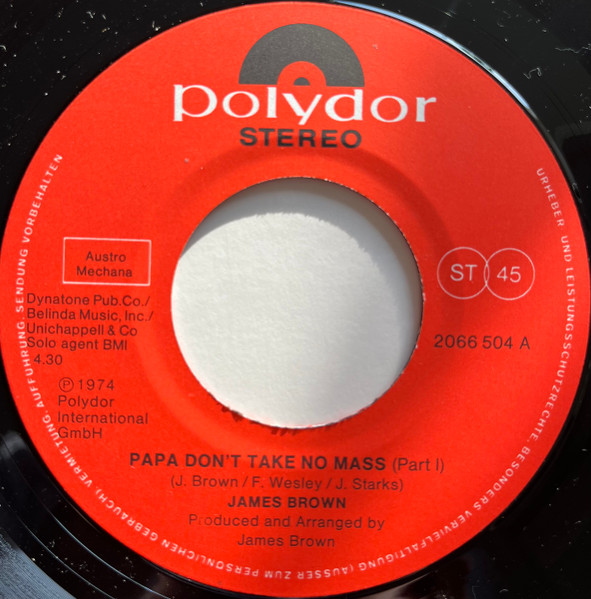 polydor
STEREO
Austro
Mechana
ST 45
Dynatone Pub.Co./
Belinda Music, Inc./
Unichappell & Co
Solo agent BMI
4.30
2066 504 A
Ⓟ 1974
Polydor
International
GmbH
PAPA DON'T TAKE NO MASS (Part I)
(J. Brown / F. Wesley / J. Starks)
JAMES BROWN
Produced and Arranged by
James Brown
URHEBER- UND LEISTUNGSSCHUTZRECHTE, BESONDERS VERVIELFÄLTIGUNG (AUSSER ZUM PERSÖNLICHEN GEBRAUCH), VERMIETUNG, AUFFÜHRUNG, SENDUNG VORBEHALTEN